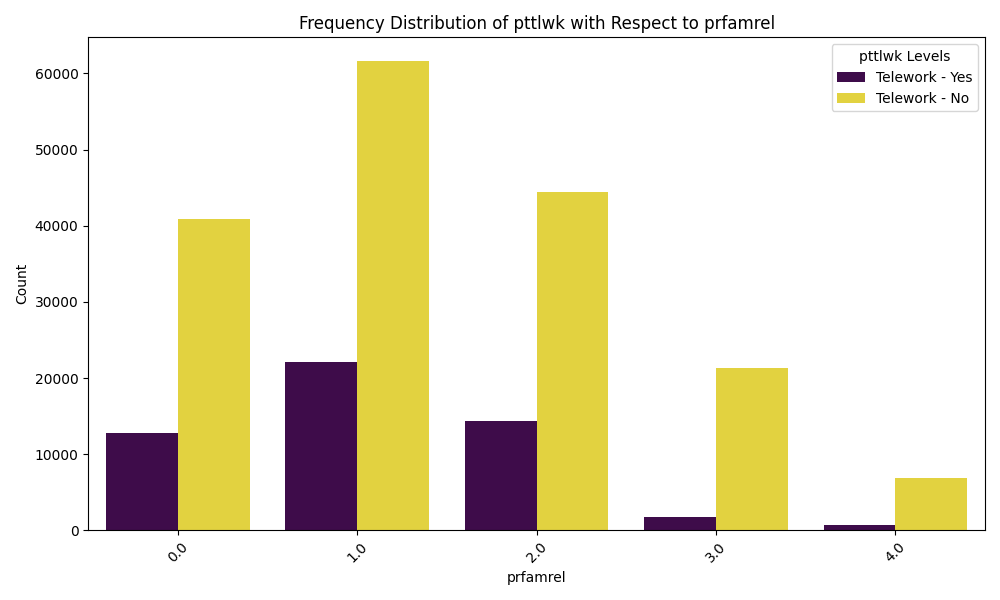 Frequency Distribution of pttlwk with Respect to prfamrel
pttlwk Levels
Telework - Yes
Telework - No
60000
50000
40000
30000
20000
10000
0
Count
0.0
1.0
2.0
3.0
4.0
prfamrel